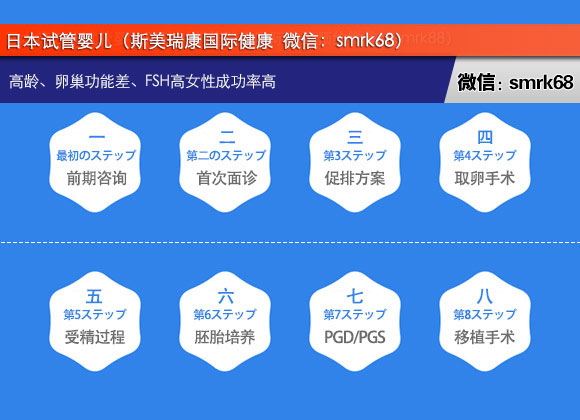 日本试管婴儿（斯美瑞康国际健康 微信：smrk68）
高龄、卵巢功能差、FSH高女性成功率高
微信：smrk68
一
最初のステップ
前期咨询
二
第二のステップ
首次面诊
三
第3ステップ
促排方案
四
第4ステップ
取卵手术
五
第5ステップ
受精过程
六
第6ステップ
胚胎培养
七
第7ステップ
PGD/PGS
八
第8ステップ
移植手术